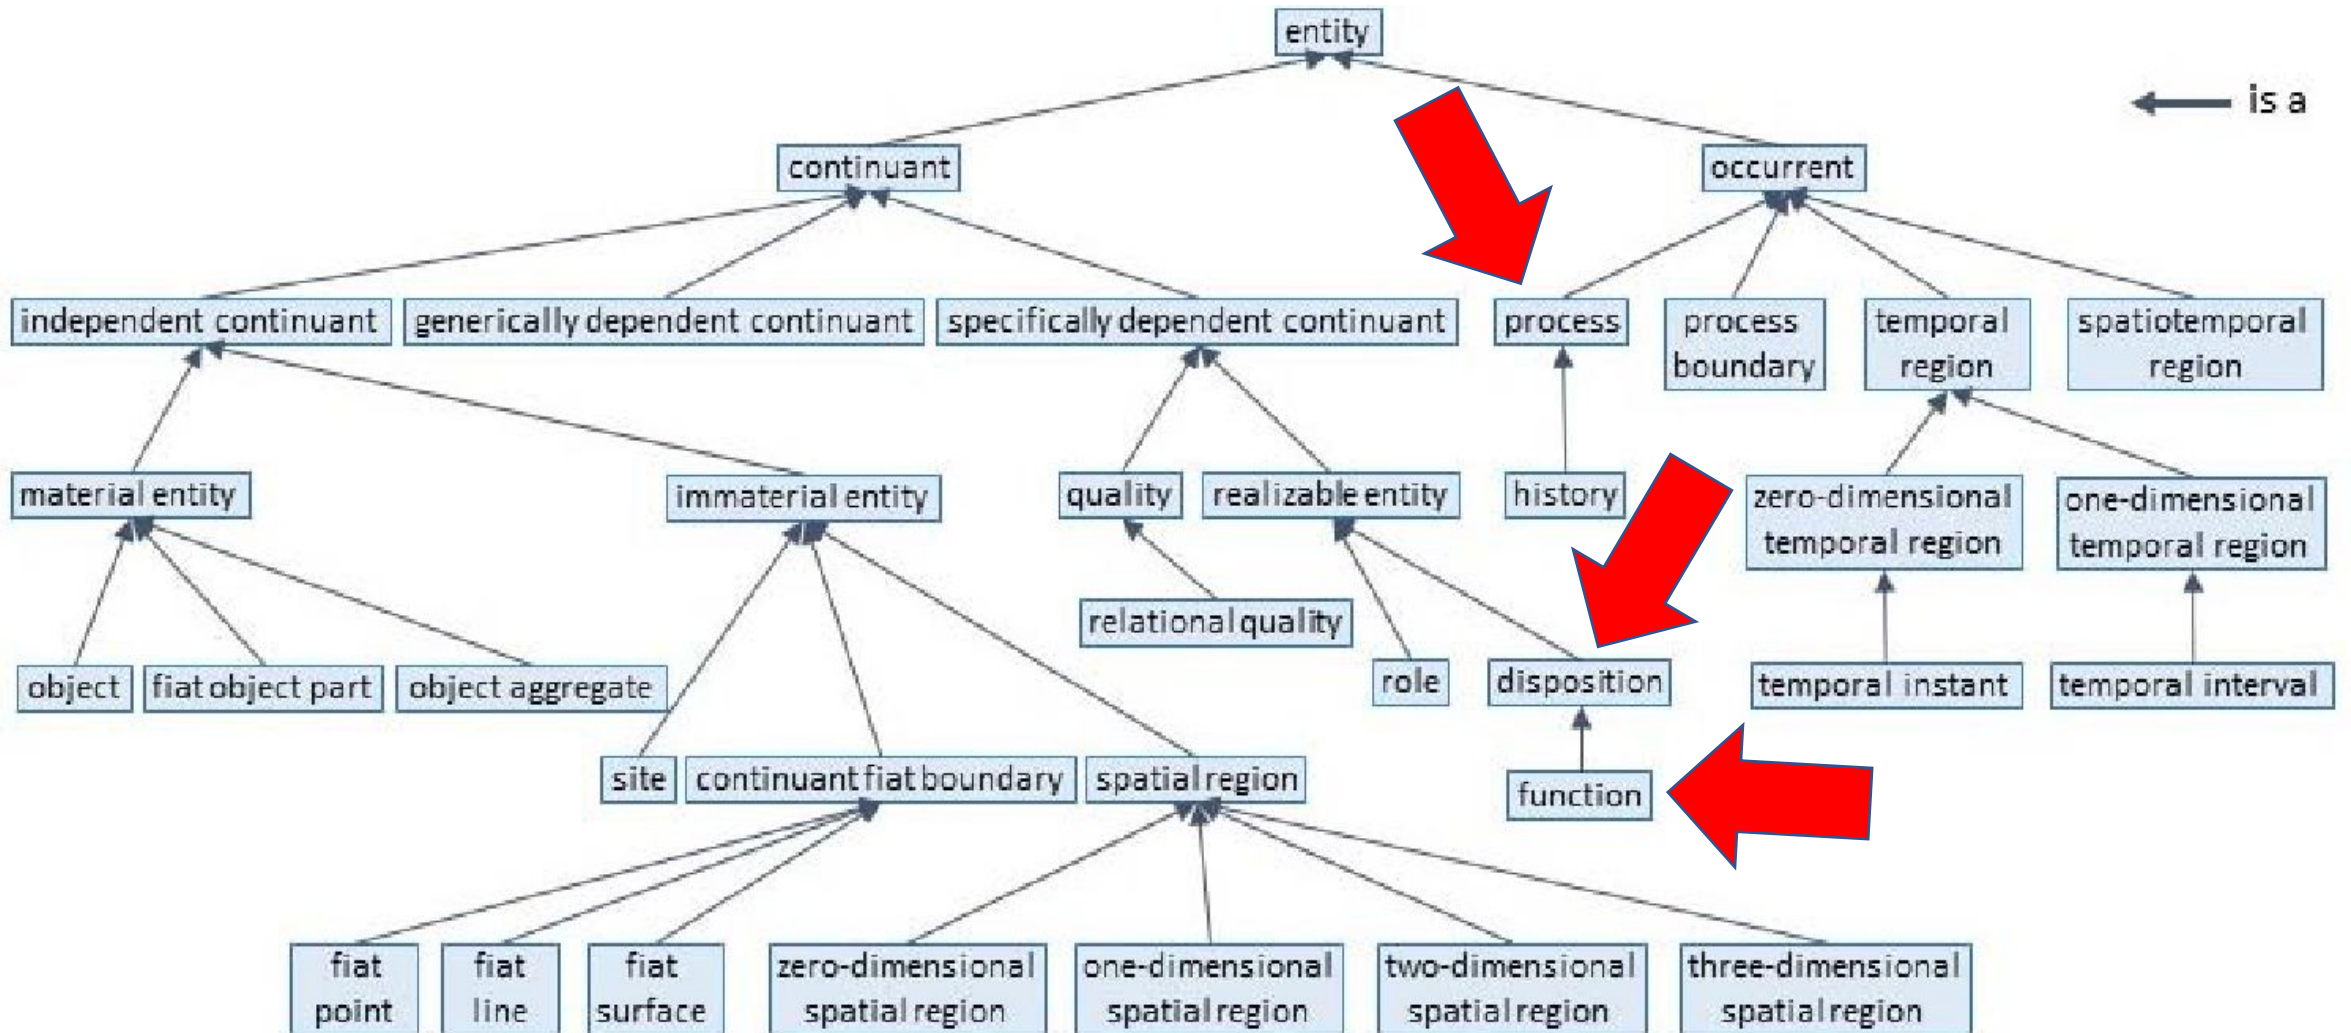 entity
is a
continuant
occurrent
independent continuant
generically dependent continuant
specifically dependent continuant
process
process
boundary
temporal
region
spatiotemporal
region
material entity
immaterial entity
quality
realizable entity
history
zero-dimensional
temporal region
one-dimensional
temporal region
relational quality
object
fiat object part
object aggregate
role
disposition
temporal instant
temporal interval
site
continuant fiat boundary
spatial region
function
fiat
point
fiat
line
fiat
surface
zero-dimensional
spatial region
one-dimensional
spatial region
two-dimensional
spatial region
three-dimensional
spatial region